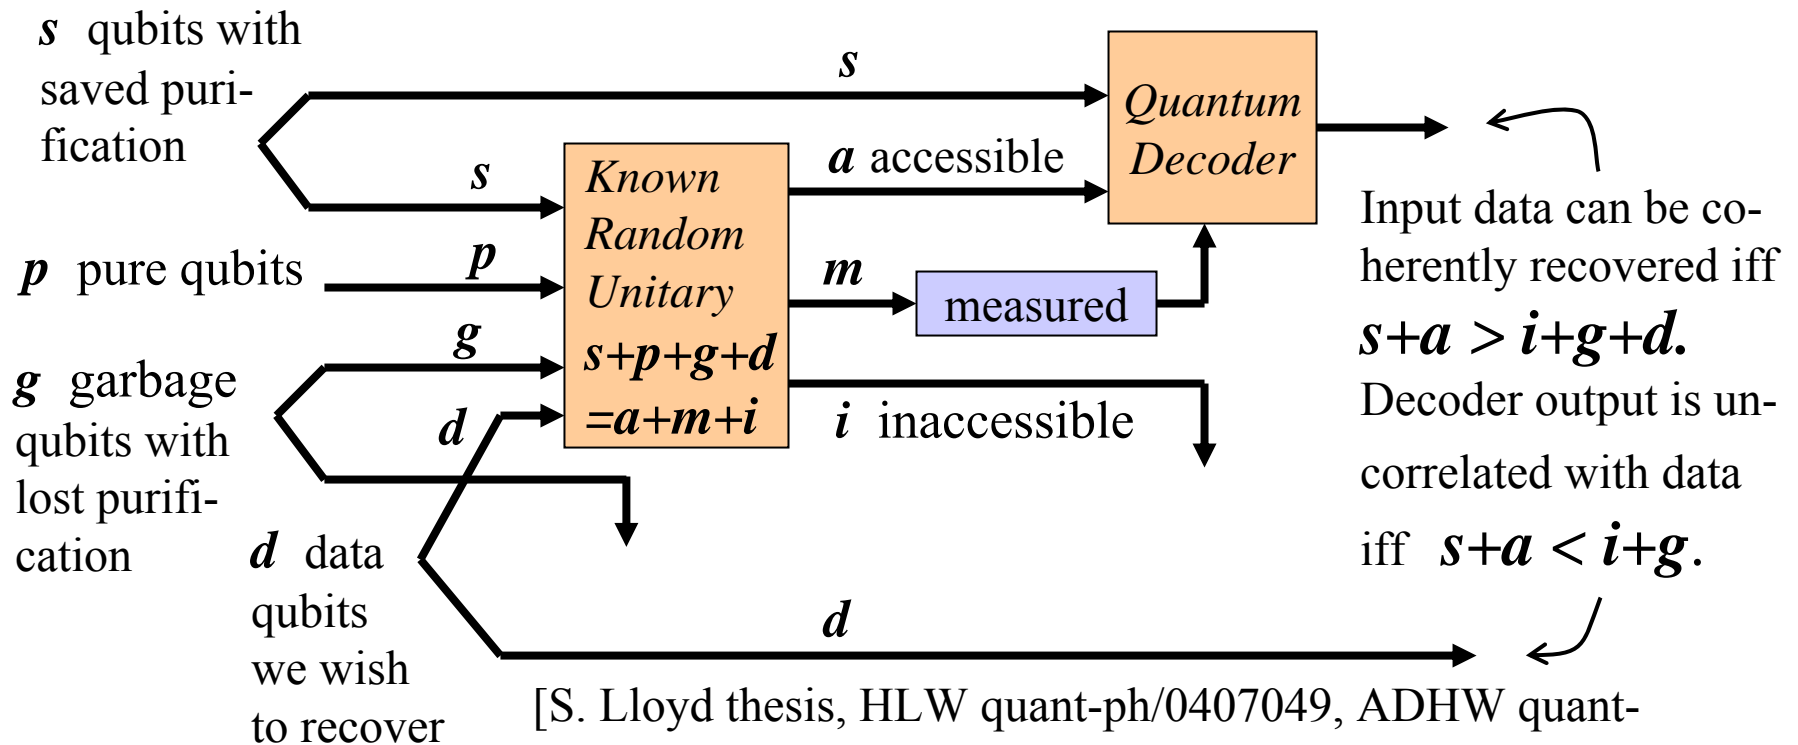 s qubits with
saved puri-
fication
s
s
p pure qubits
p
g
g garbage
qubits with
lost purifi-
cation
d
d data
qubits
we wish
to recover
Known
Random
Unitary
s+p+g+d
=a+m+i
a accessible
m
measured
i inaccessible
Quantum
Decoder
d
Input data can be co-
herently recovered iff
s+a > i+g+d.
Decoder output is un-
correlated with data
iff s+a < i+g.
[S. Lloyd thesis, HLW quant-ph/0407049, ADHW quant-